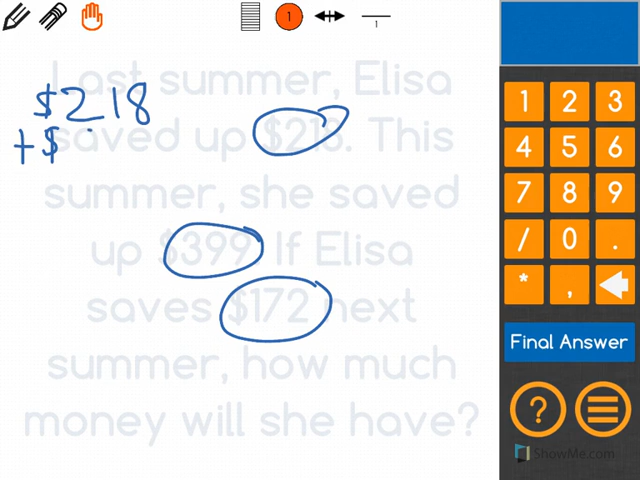 1
1
Last summer, Elisa
$218
saved up $218. This
+$
summer, she saved
up $399. If Elisa
saves $172 next
summer, how much
money will she have?
1 2 3
4 5 6
7 8 9
/ 0 .
* ,
Final Answer
?
ShowMe.com